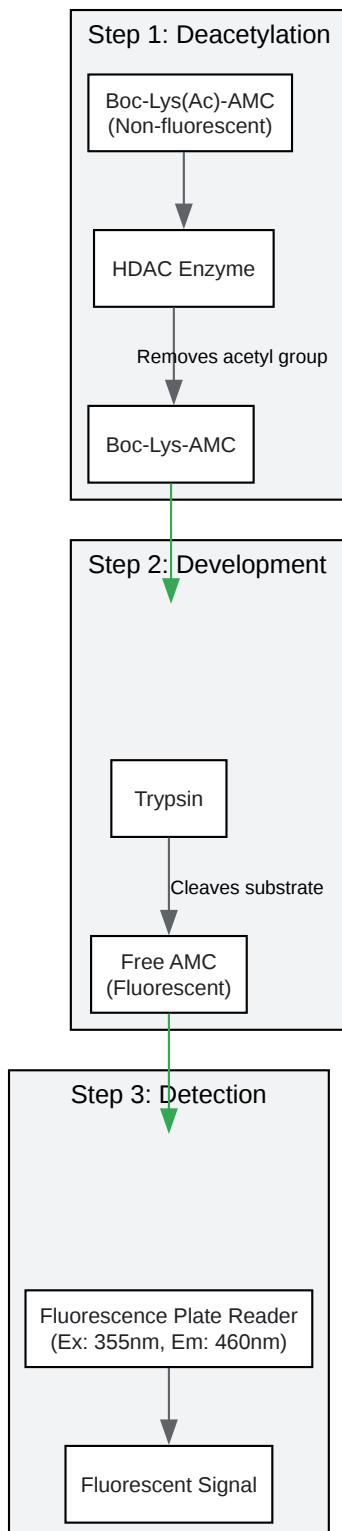 Step 1: Deacetylation
Boc-Lys(Ac)-AMC
(Non-fluorescent)
HDAC Enzyme
Removes acetyl group
Boc-Lys-AMC
Step 2: Development
Trypsin
Cleaves substrate
Free AMC
(Fluorescent)
Step 3: Detection
Fluorescence Plate Reader
(Ex: 355nm, Em: 460nm)
Fluorescent Signal